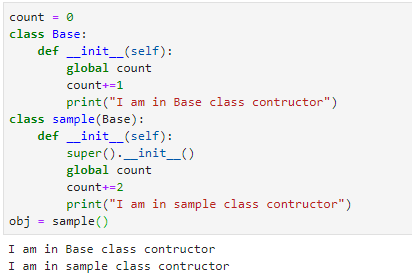 count = 0
class Base:
    def __init__(self):
        global count
        count+=1
        print("I am in Base class contructor")
class sample(Base):
    def __init__(self):
        super().__init__()
        global count
        count+=2
        print("I am in sample class contructor")
obj = sample()
I am in Base class contructor
I am in sample class contructor